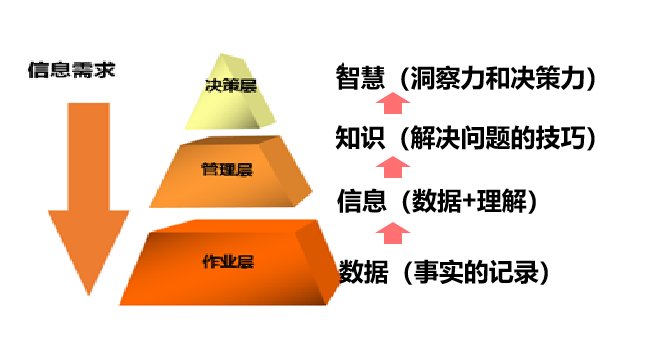 信息需求
决策层
管理层
作业层
智慧（洞察力和决策力）
知识（解决问题的技巧）
信息（数据+理解）
数据（事实的记录）